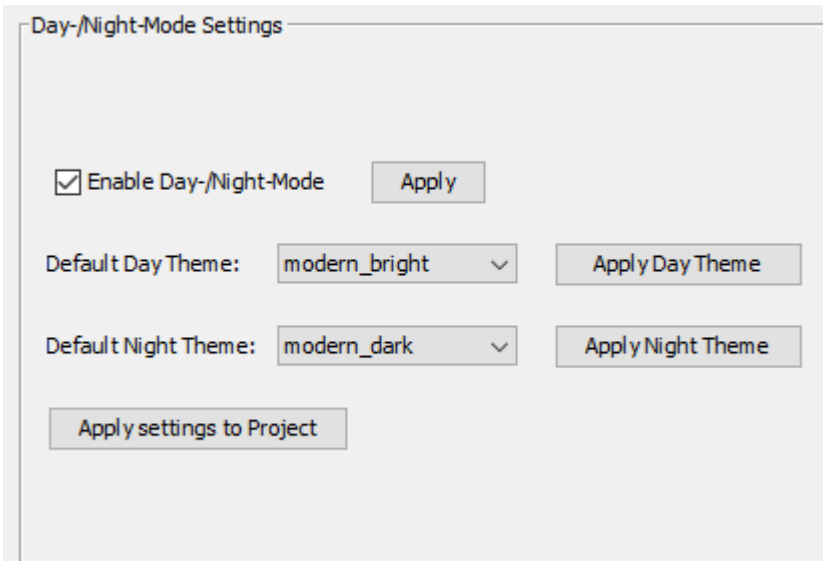 Day-/Night-Mode Settings
Enable Day-/Night-Mode Apply
Default Day Theme: modern_bright Apply Day Theme
Default Night Theme: modern_dark Apply Night Theme
Apply settings to Project